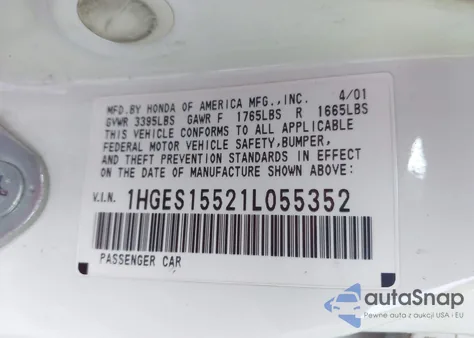 MFD.BY HONDA OF AMERICA MFG.,INC. 4/01
GVWR 3395LBS GAWR F 1765LBS R 1665LBS
THIS VEHICLE CONFORMS TO ALL APPLICABLE
FEDERAL MOTOR VEHICLE SAFETY,BUMPER,
AND THEFT PREVENTION STANDARDS IN EFFECT
ON THE DATE OF MANUFACTURE SHOWN ABOVE:
V.I.N. 1HGES15521L055352
PASSENGER CAR
autoSnap
Pewne auta z aukcji USA - EU